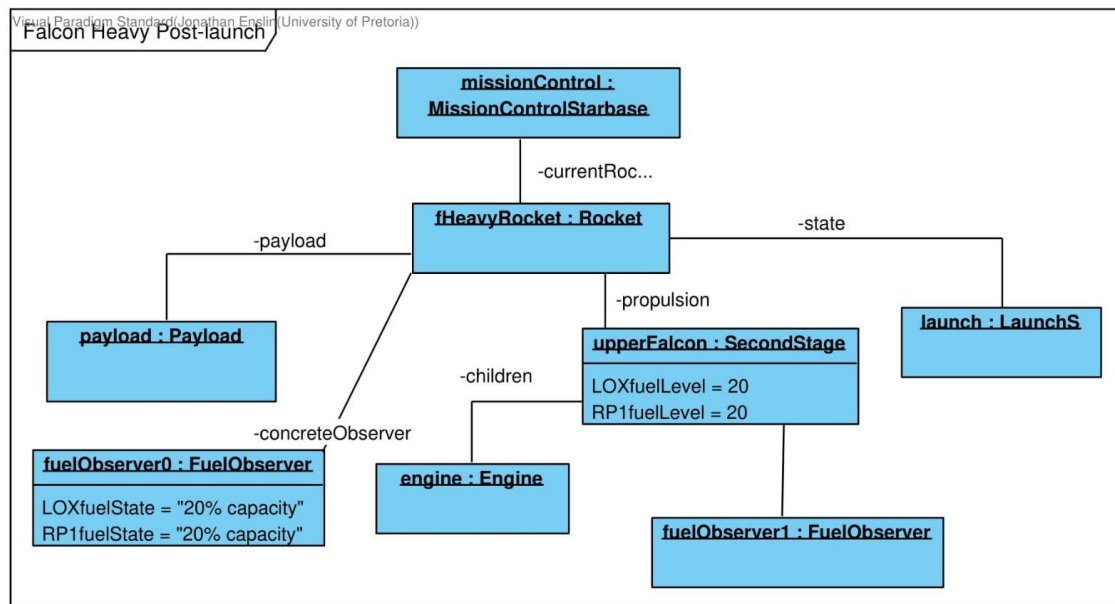 Visual Paradigm Standard(Jonathan Enslin(University of Pretoria))
Falcon Heavy Post-launch
missionControl :
MissionControlStarbase
-currentRoc...
fHeavyRocket : Rocket
-payload
-state
-propulsion
payload : Payload
launch : LaunchS
upperFalcon : SecondStage
LOXfuelLevel = 20
RP1fuelLevel = 20
-children
-concreteObserver
fuelObserver0 : FuelObserver
LOXfuelState = "20% capacity"
RP1fuelState = "20% capacity"
engine : Engine
fuelObserver1 : FuelObserver